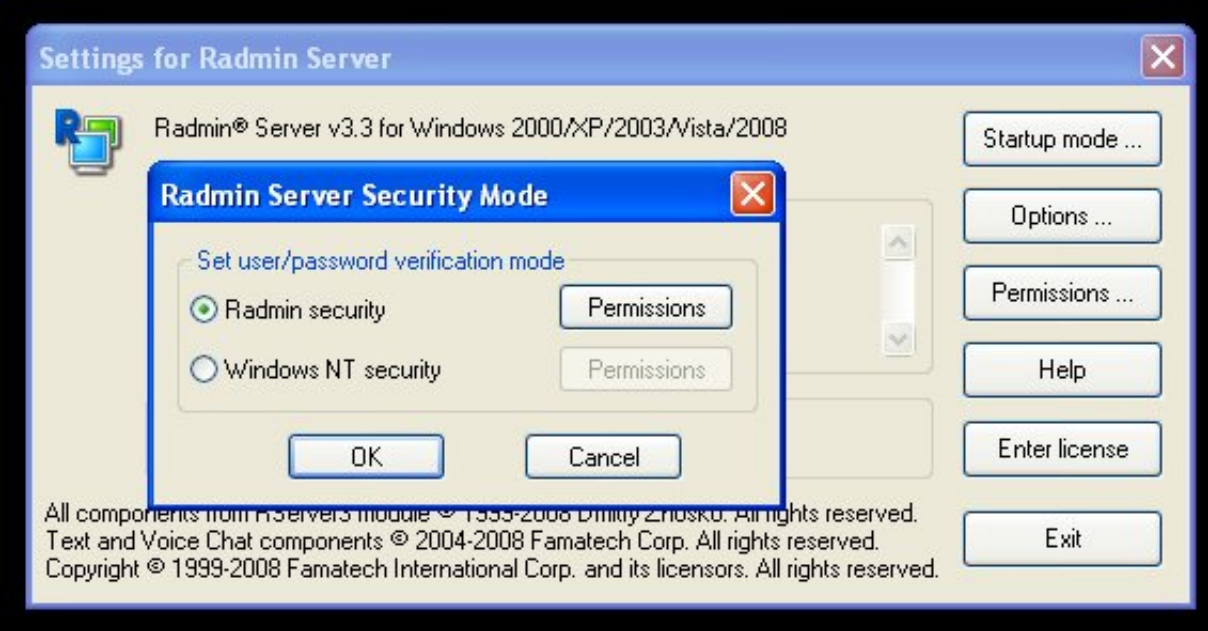 Settings for Radmin Server
Radmin® Server v3.3 for Windows 2000/XP/2003/Vista/2008
Startup mode ...
Radmin Server Security Mode
Options ...
Set user/password verification mode
Radmin security
Permissions
Permissions ...
Windows NT security
Permissions
Help
OK
Cancel
Enter license
All components from RServer3 module © 1999-2008 Dmitry Znosko. All rights reserved.
Text and Voice Chat components © 2004-2008 Famatech Corp. All rights reserved.
Exit
Copyright © 1999-2008 Famatech International Corp. and its licensors. All rights reserved.